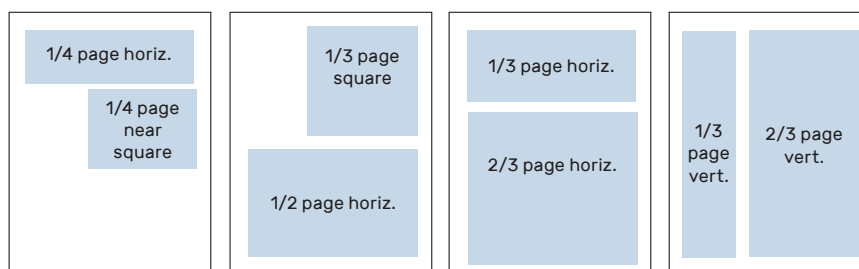 1/4 page horiz.
1/4 page
near
square
1/3 page
square
1/2 page horiz.
1/3 page horiz.
2/3 page horiz.
1/3
page
vert.
2/3 page
vert.